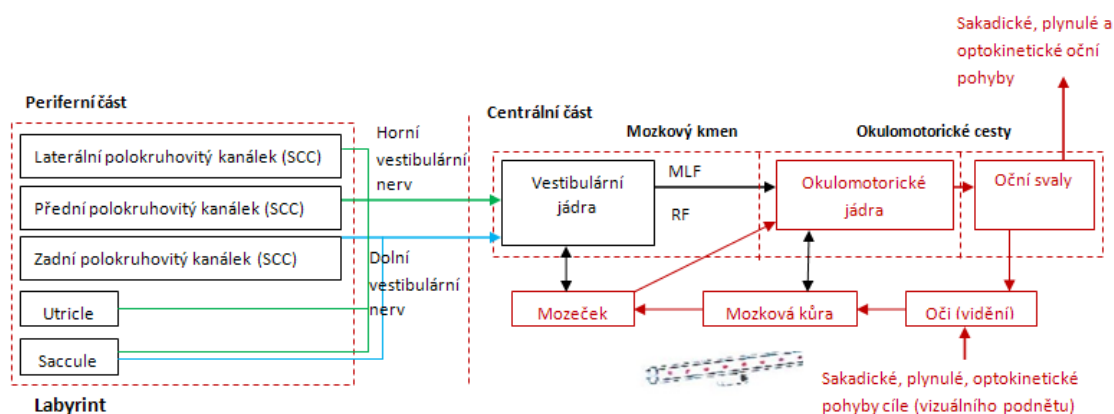 Sakadické, plynulé a
optokinetické oční
pohyby
Periferní část
Centrální část
Mozkový kmen
Okulomotorické cesty
Laterální polokruhovitý kanálek (SCC)
Přední polokruhovitý kanálek (SCC)
Zadní polokruhovitý kanálek (SCC)
Utricle
Saccule
Labyrint
Horní
vestibulární
nerv
Dolní
vestibulární
nerv
Vestibulární
jádra
MLF
RF
Okulomotorické
jádra
Oční svaly
Mozeček
Mozková kůra
Oči (vidění)
Sakadické, plynulé, optokinetické
pohyby cíle (vizuálního podnětu)